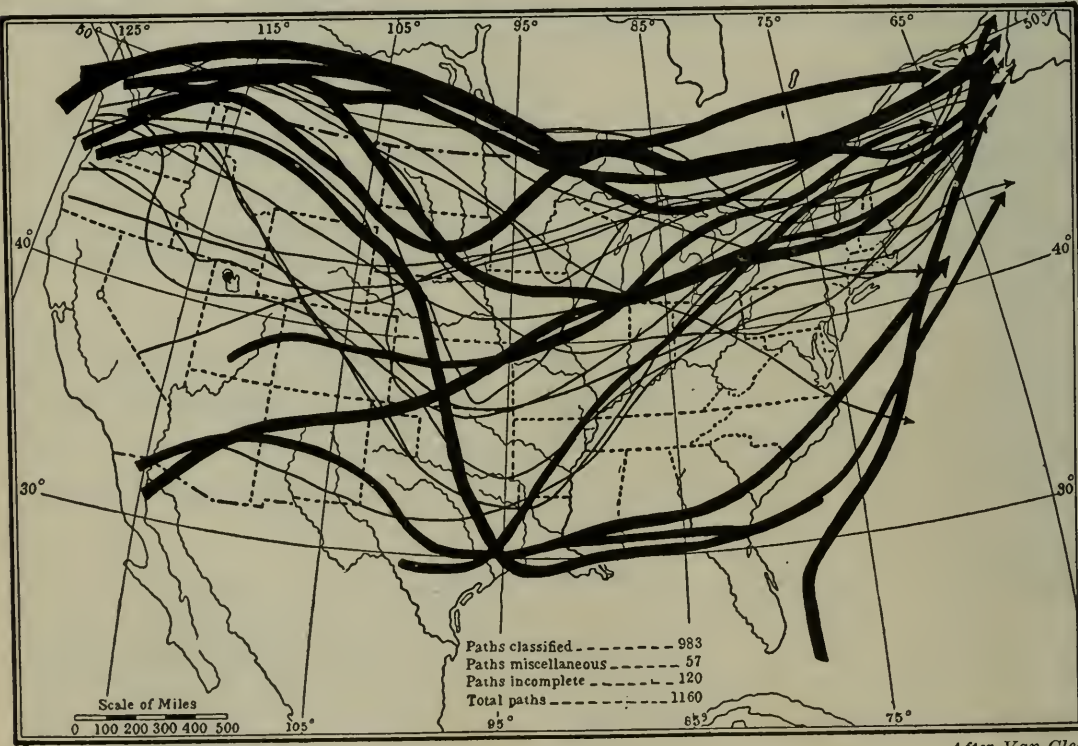 50° 125° 115° 105° 95° 85° 75° 65° 50°
40° 40°
30° 30°
Paths classified 983
Paths miscellaneous 57
Paths incomplete 120
Total paths 1160
Scale of Miles
0 100 200 300 400 500
105° 95° 85° 75°
After Van Cle